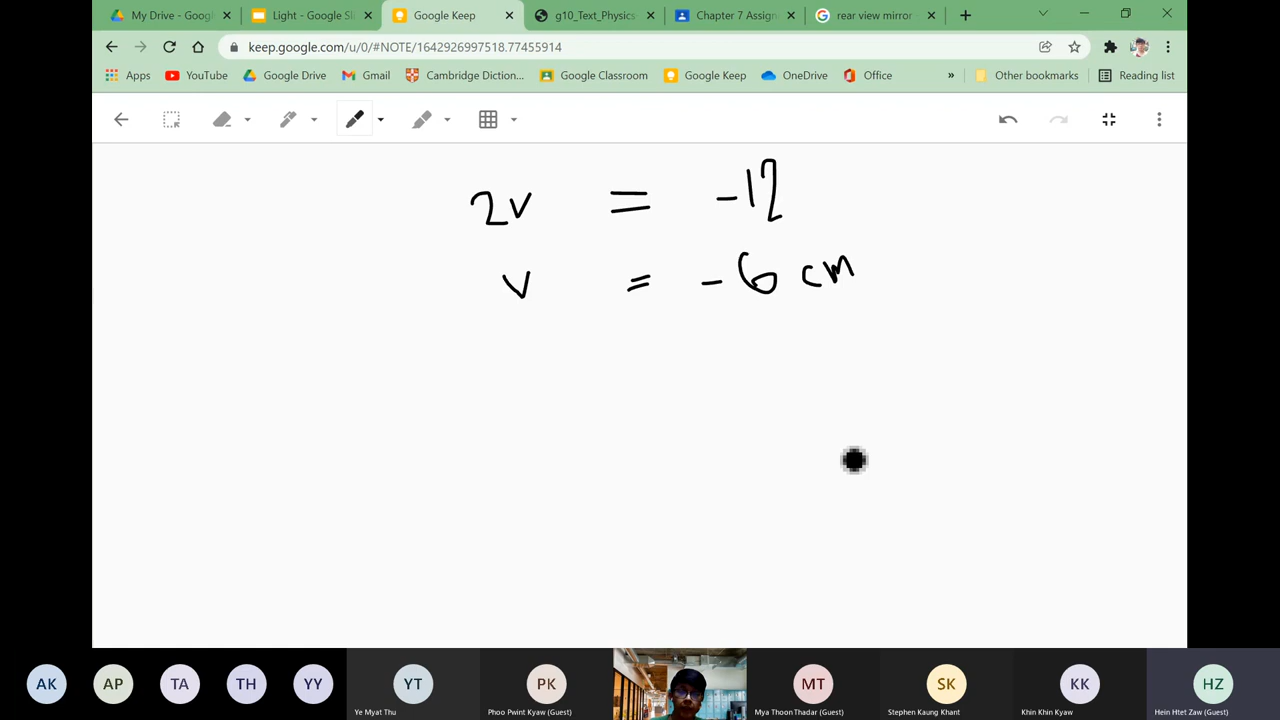 My Drive - Googl
Light - Google Sli
Google Keep
g10_Text_Physics
Chapter 7 Assign
rear view mirror -
keep.google.com/u/0/#NOTE/1642926997518.77455914
Apps
YouTube
Google Drive
Gmail
Cambridge Diction...
Google Classroom
Google Keep
OneDrive
Office
»
Other bookmarks
Reading list
2v = -12
v = -6 cm
AK
AP
TA
TH
YY
YT
PK
MT
SK
KK
HZ
Ye Myat Thu
Phoo Pwint Kyaw (Guest)
Mya Thoon Thadar (Guest)
Stephen Kaung Khant
Khin Khin Kyaw
Hein Htet Zaw (Guest)